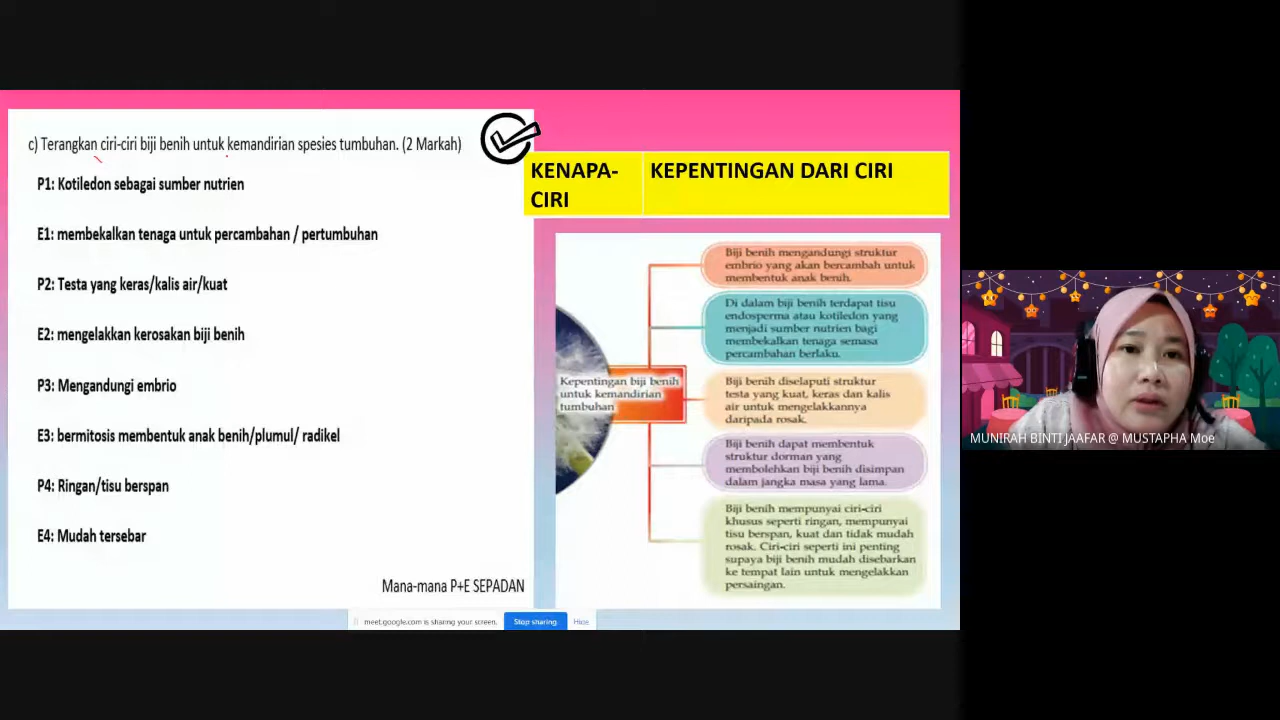 c) Terangkan ciri-ciri biji benih untuk kemandirian spesies tumbuhan. (2 Markah)
P1: Kotiledon sebagai sumber nutrien
E1: membekalkan tenaga untuk percambahan / pertumbuhan
P2: Testa yang keras/kalis air/kuat
E2: mengelakkan kerosakan biji benih
P3: Mengandungi embrio
E3: bermitosis membentuk anak benih/plumul/ radikel
P4: Ringan/tisu berspan
E4: Mudah tersebar
Mana-mana P+E SEPADAN
KENAPA-
CIRI
KEPENTINGAN DARI CIRI
Kepentingan biji benih
untuk kemandirian
tumbuhan
Biji benih mengandungi struktur
embrio yang akan bercambah untuk
membentuk anak benih.
Di dalam biji benih terdapat tisu
endosperma atau kotiledon yang
menjadi sumber nutrien bagi
membekalkan tenaga semasa
percambahan berlaku.
Biji benih diselaputi struktur
testa yang kuat, keras dan kalis
air untuk mengelakkannya
daripada rosak.
Biji benih dapat membentuk
struktur dorman yang
membolehkan biji benih disimpan
dalam jangka masa yang lama.
Biji benih mempunyai ciri-ciri
khusus seperti ringan, mempunyai
tisu berspan, kuat dan tidak mudah
rosak. Ciri-ciri seperti ini penting
supaya biji benih mudah disebarkan
ke tempat lain untuk mengelakkan
persaingan.
meet.google.com is sharing your screen.
Stop sharing
Hide
MUNIRAH BINTI JAAFAR @ MUSTAPHA Moe